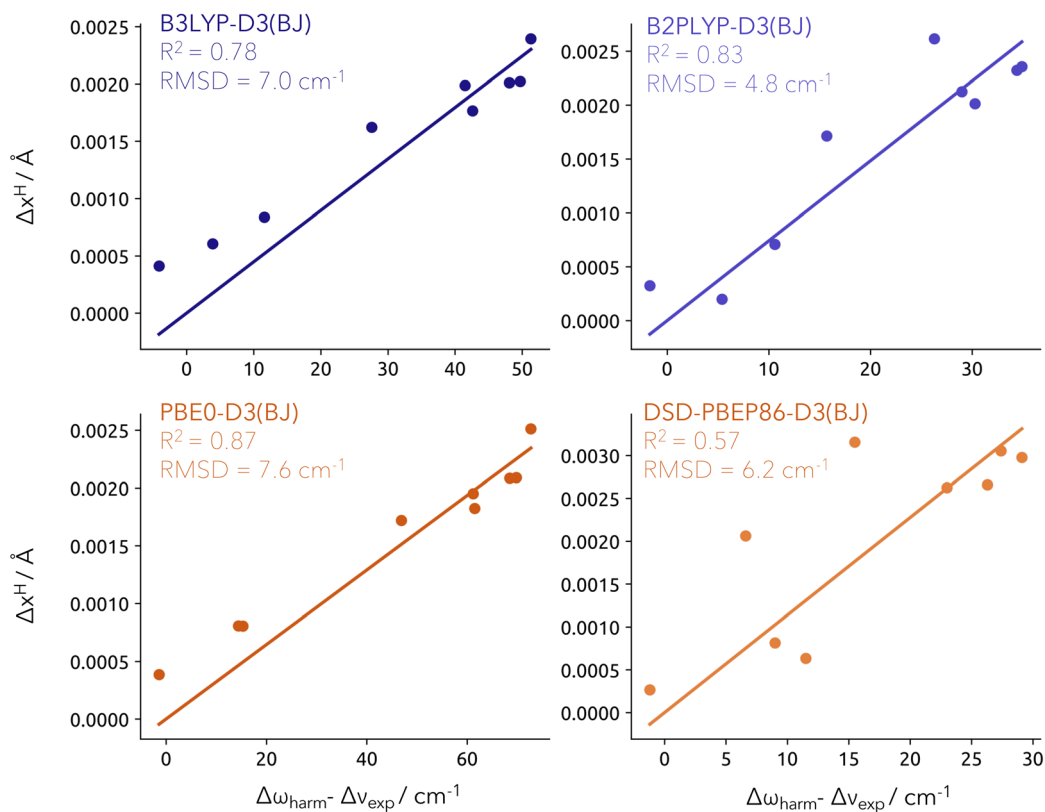 B3LYP-D3(BJ)
R² = 0.78
RMSD = 7.0 cm⁻¹
0.0025
0.0020
0.0015
0.0010
0.0005
0.0000
Δxᴴ / Å
0 10 20 30 40 50
B2PLYP-D3(BJ)
R² = 0.83
RMSD = 4.8 cm⁻¹
0.0025
0.0020
0.0015
0.0010
0.0005
0.0000
0 10 20 30
PBE0-D3(BJ)
R² = 0.87
RMSD = 7.6 cm⁻¹
0.0025
0.0020
0.0015
0.0010
0.0005
0.0000
Δxᴴ / Å
0 20 40 60
Δωharm- Δνexp / cm⁻¹
DSD-PBEP86-D3(BJ)
R² = 0.57
RMSD = 6.2 cm⁻¹
0.0030
0.0025
0.0020
0.0015
0.0010
0.0005
0.0000
0 5 10 15 20 25 30
Δωharm- Δνexp / cm⁻¹